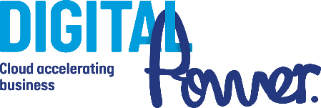 DIGITAL
Power.
Cloud accelerating
business